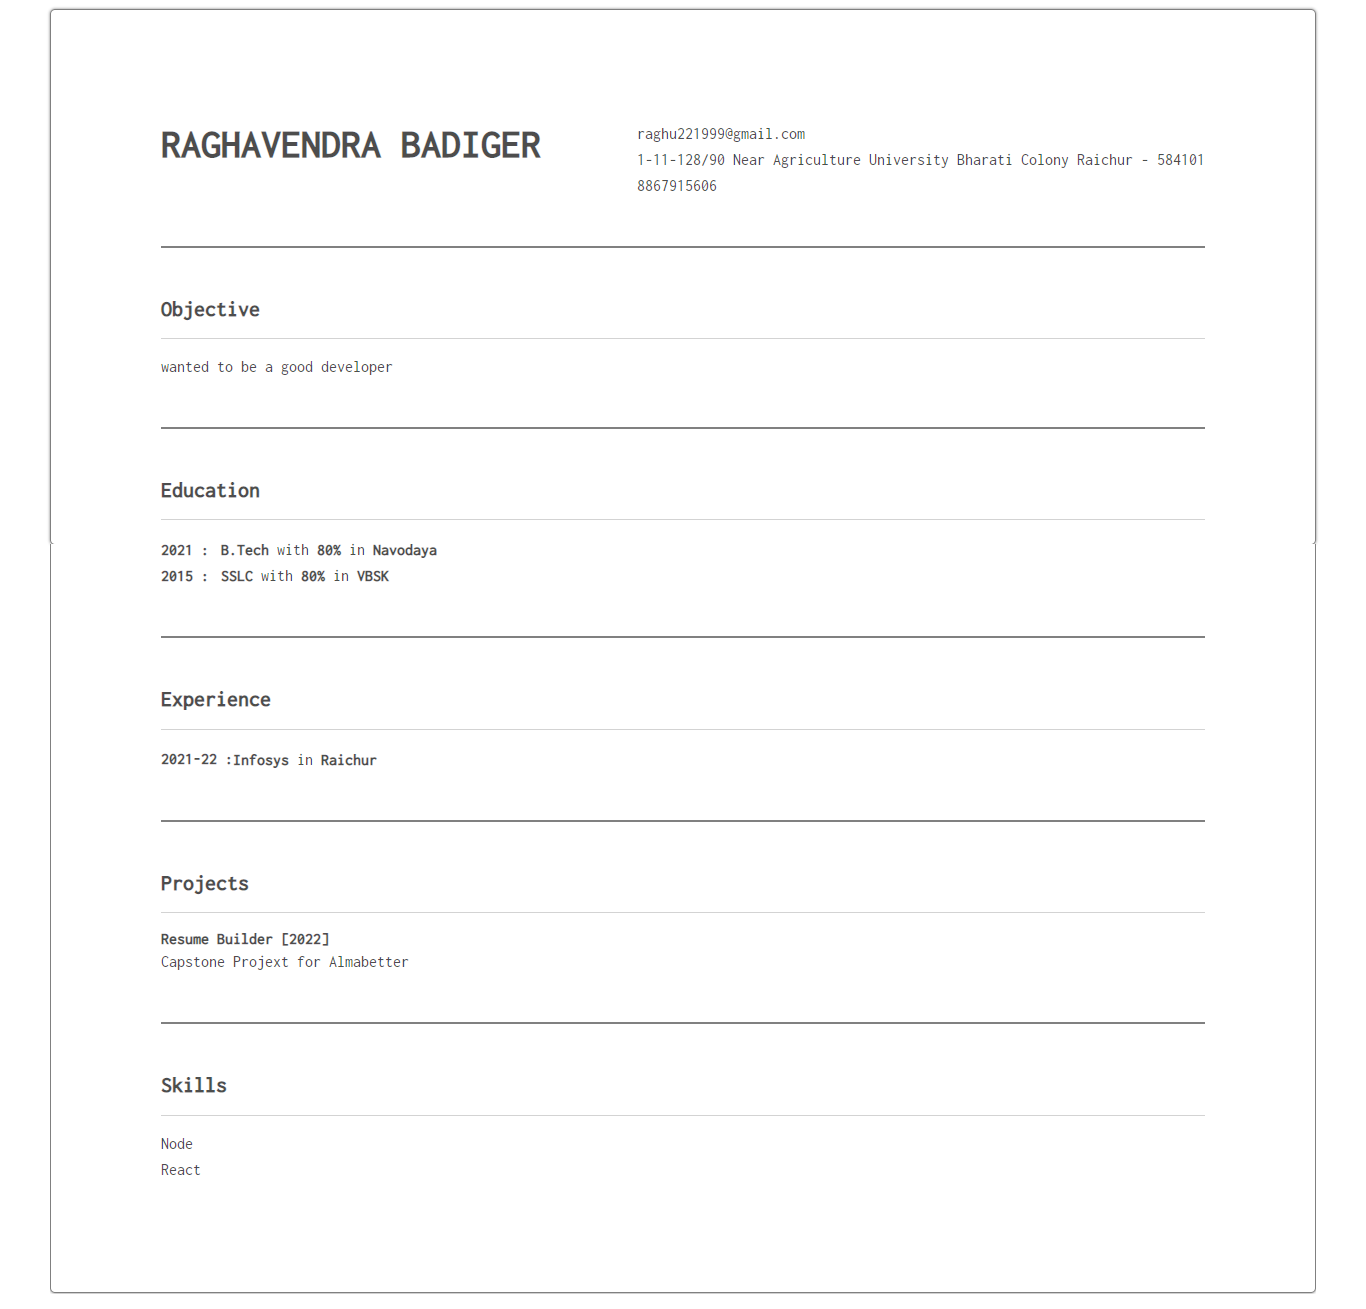 RAGHAVENDRA BADIGER
raghu221999@gmail.com
1-11-128/90 Near Agriculture University Bharati Colony Raichur - 584101
8867915606
Objective
wanted to be a good developer
Education
2021 : B.Tech with 80% in Navodaya
2015 : SSLC with 80% in VBSK
Experience
2021-22 :Infosys in Raichur
Projects
Resume Builder [2022]
Capstone Projext for Almabetter
Skills
Node
React